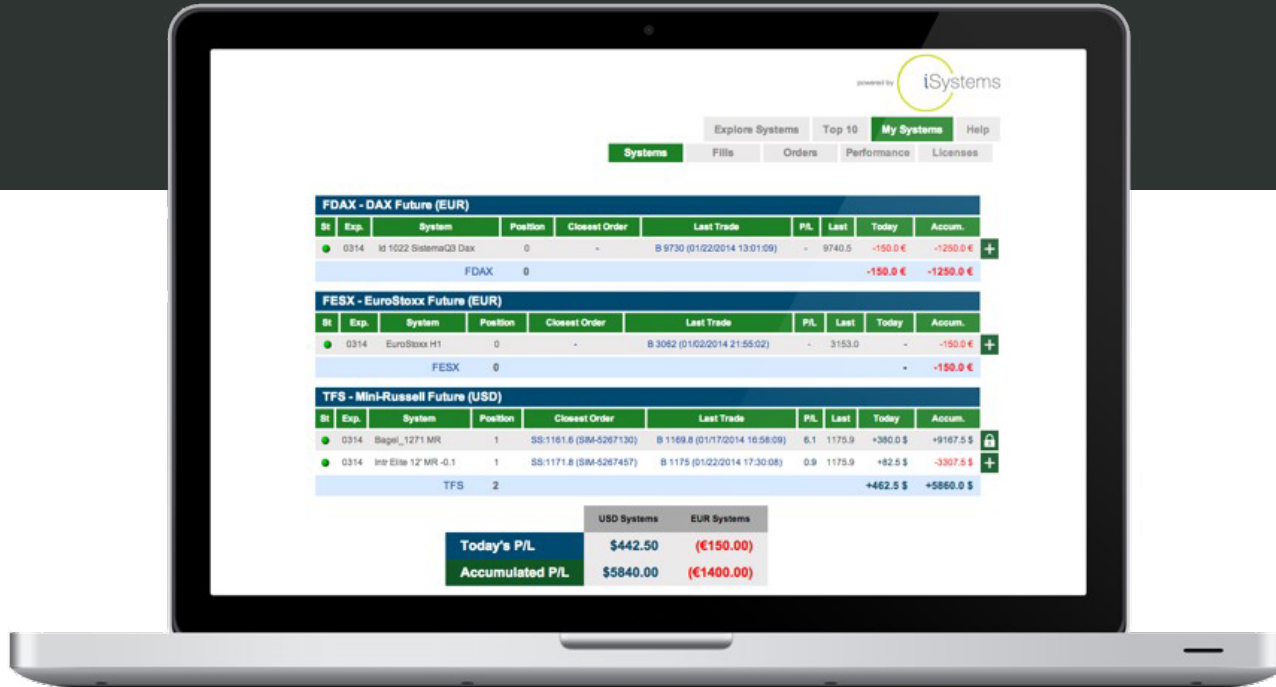 powered by iSystems
Explore Systems Top 10 My Systems Help
Systems Fills Orders Performance Licenses
FDAX - DAX Future (EUR)
St Exp. System Position Closest Order Last Trade P/L Last Today Accum.
0314 Id 1022 SistemaQ3 Dax 0 - B 9730 (01/22/2014 13:01:09) - 9740.5 -150.0 € -1250.0 € +
FDAX 0 -150.0 € -1250.0 €
FESX - EuroStoxx Future (EUR)
St Exp. System Position Closest Order Last Trade P/L Last Today Accum.
0314 EuroStoxx H1 0 - B 3062 (01/02/2014 21:55:02) - 3153.0 - -150.0 € +
FESX 0 - -150.0 €
TFS - Mini-Russell Future (USD)
St Exp. System Position Closest Order Last Trade P/L Last Today Accum.
0314 Bagel_1271 MR 1 SS:1161.6 (SIM-5267130) B 1169.8 (01/17/2014 16:58:09) 6.1 1175.9 +380.0 $ +9167.5 $
0314 Intr Elite 12' MR -0.1 1 SS:1171.8 (SIM-5267457) B 1175 (01/22/2014 17:30:08) 0.9 1175.9 +82.5 $ -3307.5 $ +
TFS 2 +462.5 $ +5860.0 $
USD Systems EUR Systems
Today's P/L $442.50 (€150.00)
Accumulated P/L $5840.00 (€1400.00)